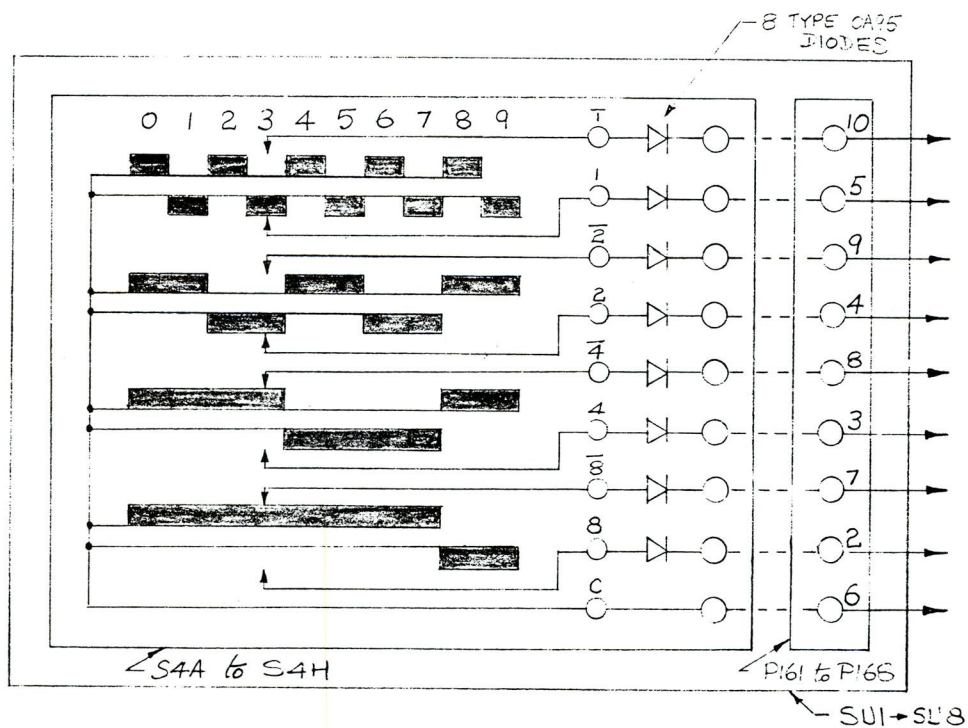 8 TYPE OA95
DIODES
0 1 2 3 4 5 6 7 8 9
1̅ 10
1 5
2̅ 9
2 4
4̅ 8
4 3
8̅ 7
8 2
C 6
S4A to S4H
P161 to P168
SU1→SU8